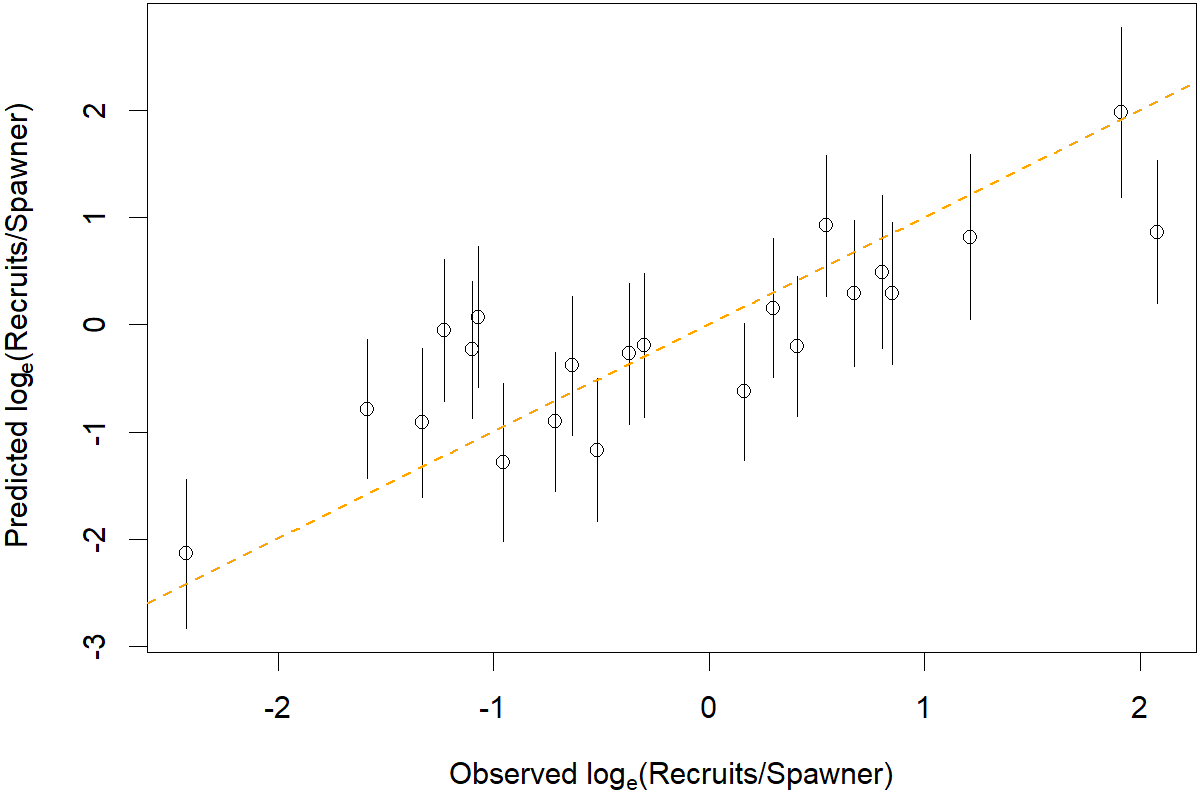 Predicted logₑ(Recruits/Spawner)
2
1
0
-1
-2
-3
-2 -1 0 1 2
Observed logₑ(Recruits/Spawner)